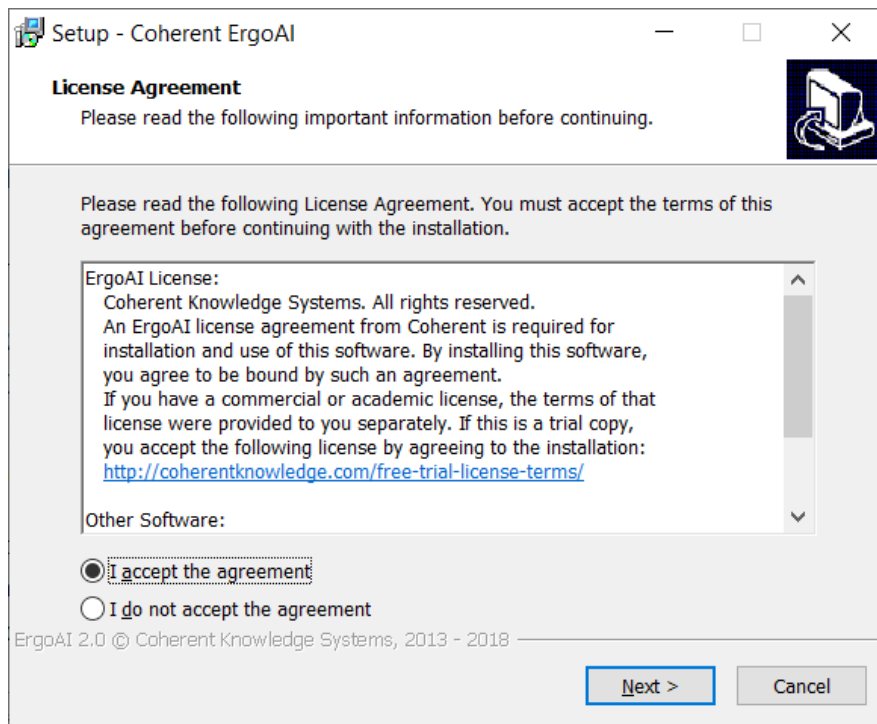 Setup - Coherent ErgoAI
License Agreement
Please read the following important information before continuing.
Please read the following License Agreement. You must accept the terms of this
agreement before continuing with the installation.
ErgoAI License:
Coherent Knowledge Systems. All rights reserved.
An ErgoAI license agreement from Coherent is required for
installation and use of this software. By installing this software,
you agree to be bound by such an agreement.
If you have a commercial or academic license, the terms of that
license were provided to you separately. If this is a trial copy,
you accept the following license by agreeing to the installation:
http://coherentknowledge.com/free-trial-license-terms/
Other Software:
I accept the agreement
I do not accept the agreement
ErgoAI 2.0 © Coherent Knowledge Systems, 2013 - 2018
Next >
Cancel